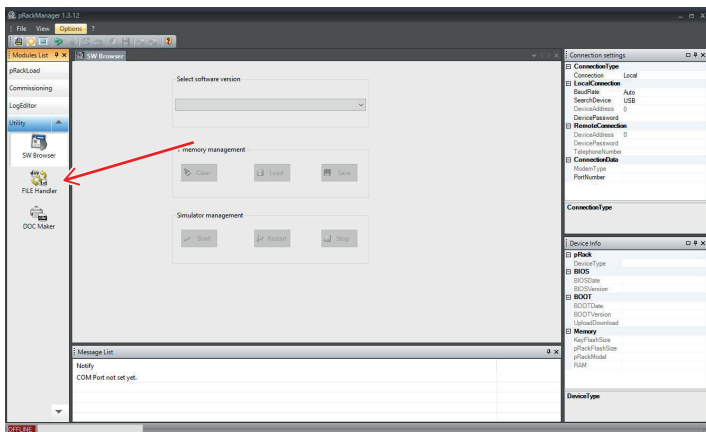 pRackManager 1.3.12
File View Options ?
Modules List
pRackLoad
Commissioning
LogEditor
Utility
SW Browser
FILE Handler
DOC Maker
SW Browser
Select software version
memory management
Clear Load Save
Simulator management
Start Restart Stop
Message List
Notify
COM Port not set yet.
Connection settings
ConnectionType
Connection Local
LocalConnection
BaudRate Auto
SearchDevice USB
DeviceAddress 0
DevicePassword
RemoteConnection
DeviceAddress 0
DevicePassword
TelephoneNumber
ConnectionData
ModemType
PortNumber
ConnectionType
Device Info
pRack
DeviceType
BIOS
BIOSDate
BIOSVersion
BOOT
BOOTDate
BOOTVersion
UploadDownload
Memory
KeyFlashSize
pRackFlashSize
pRackModel
RAM
DeviceType
OFFLINE